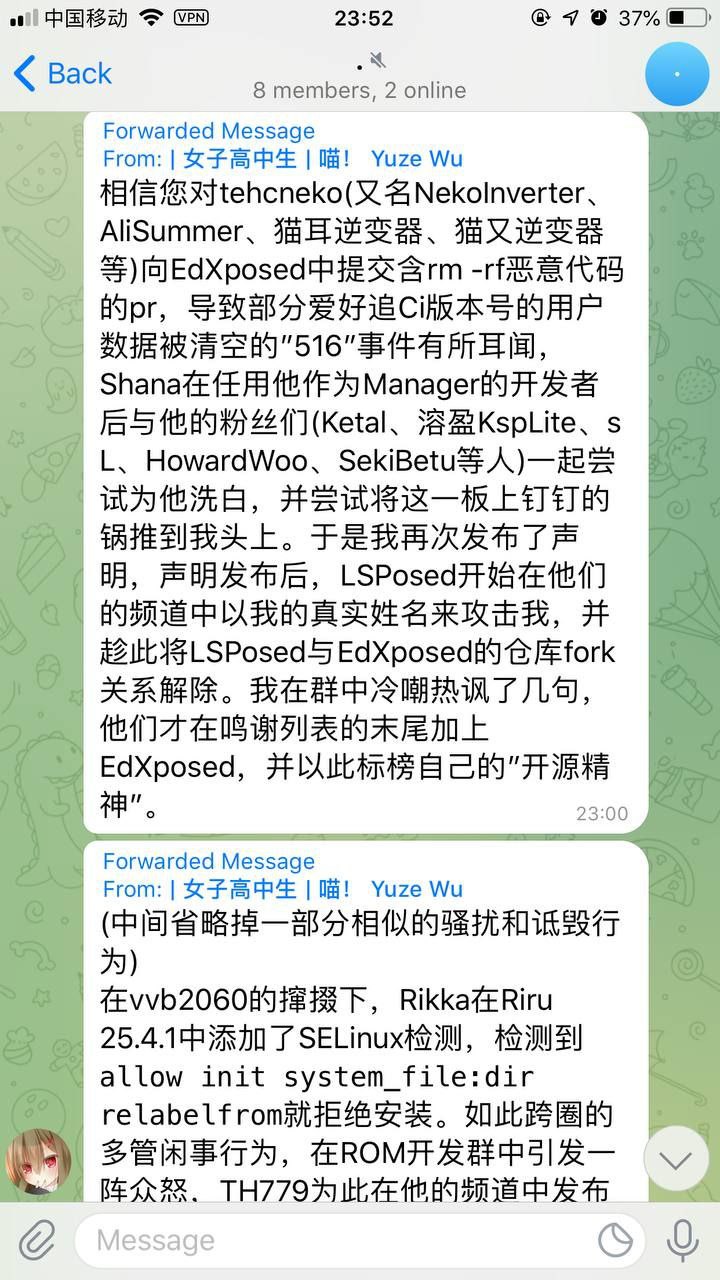 中国移动 VPN 23:52 37%
Back
.
8 members, 2 online
Forwarded Message
From: | 女子高中生 | 喵！ Yuze Wu
相信您对tehcneko(又名NekoInverter、
AliSummer、猫耳逆变器、猫又逆变器
等)向EdXposed中提交含rm -rf恶意代码
的pr，导致部分爱好追Ci版本号的用户
数据被清空的"516"事件有所耳闻，
Shana在任用他作为Manager的开发者
后与他的粉丝们(Ketal、溶盈KspLite、s
L、HowardWoo、SekiBetu等人)一起尝
试为他洗白，并尝试将这一板上钉钉的
锅推到我头上。于是我再次发布了声
明，声明发布后，LSPosed开始在他们
的频道中以我的真实姓名来攻击我，并
趁此将LSPosed与EdXposed的仓库fork
关系解除。我在群中冷嘲热讽了几句，
他们才在鸣谢列表的末尾加上
EdXposed，并以此标榜自己的"开源精
神"。
23:00
Forwarded Message
From: | 女子高中生 | 喵！ Yuze Wu
(中间省略掉一部分相似的骚扰和诋毁行
为)
在vvb2060的撺掇下，Rikka在Riru
25.4.1中添加了SELinux检测，检测到
allow init system_file:dir
relabelfrom就拒绝安装。如此跨圈的
多管闲事行为，在ROM开发群中引发一
阵众怒，TH779为此在他的频道中发布
Message